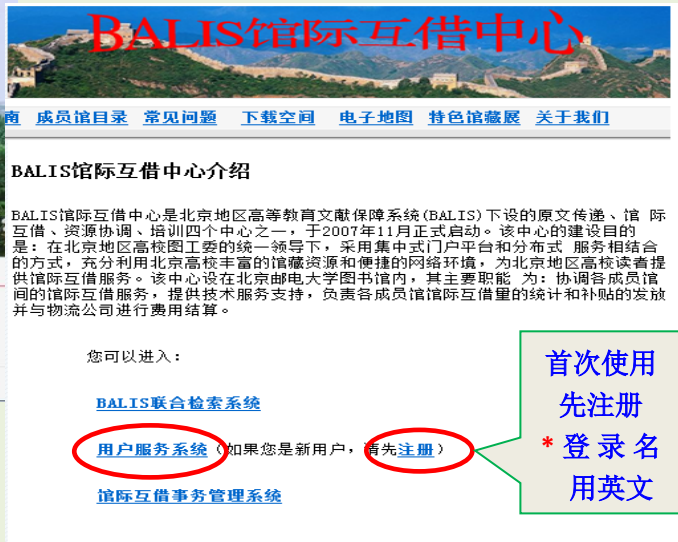 BALIS馆际互借中心
南 成员馆目录 常见问题 下载空间 电子地图 特色馆藏展 关于我们
BALIS馆际互借中心介绍
BALIS馆际互借中心是北京地区高等教育文献保障系统(BALIS)下设的原文传递、馆 际
互借、资源协调、培训四个中心之一，于2007年11月正式启动。该中心的建设目的
是：在北京地区高校图工委的统一领导下，采用集中式门户平台和分布式 服务相结合
的方式，充分利用北京高校丰富的馆藏资源和便捷的网络环境，为北京地区高校读者提
供馆际互借服务。该中心设在北京邮电大学图书馆内，其主要职能 为：协调各成员馆
间的馆际互借服务，提供技术服务支持，负责各成员馆馆际互借量的统计和补贴的发放
并与物流公司进行费用结算。
您可以进入：
BALIS联合检索系统
用户服务系统（如果您是新用户，请先注册）
馆际互借事务管理系统
首次使用
先注册
*登录名
用英文